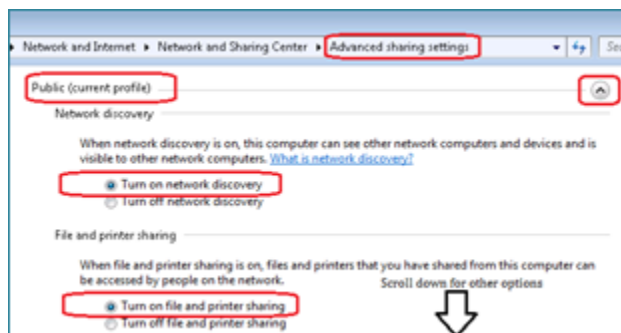 Network and Internet ▸ Network and Sharing Center ▸ Advanced sharing settings
Public (current profile)
Network discovery
When network discovery is on, this computer can see other network computers and devices and is
visible to other network computers. What is network discovery?
Turn on network discovery
Turn off network discovery
File and printer sharing
When file and printer sharing is on, files and printers that you have shared from this computer can
be accessed by people on the network.
Scroll down for other options
Turn on file and printer sharing
Turn off file and printer sharing